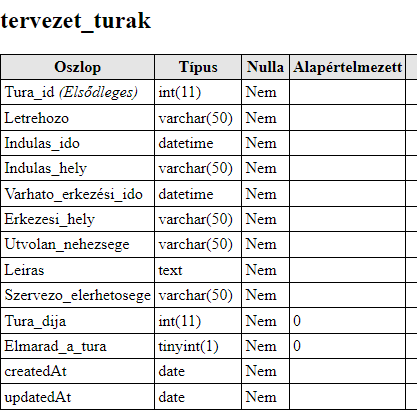 tervezet_turak
Oszlop Típus Nulla Alapértelmezett
Tura_id (Elsődleges) int(11) Nem
Letrehozo varchar(50) Nem
Indulas_ido datetime Nem
Indulas_hely varchar(50) Nem
Varhato_erkezési_ido datetime Nem
Erkezesi_hely varchar(50) Nem
Utvolan_nehezsege varchar(50) Nem
Leiras text Nem
Szervezo_elerhetosege varchar(50) Nem
Tura_dija int(11) Nem 0
Elmarad_a_tura tinyint(1) Nem 0
createdAt date Nem
updatedAt date Nem